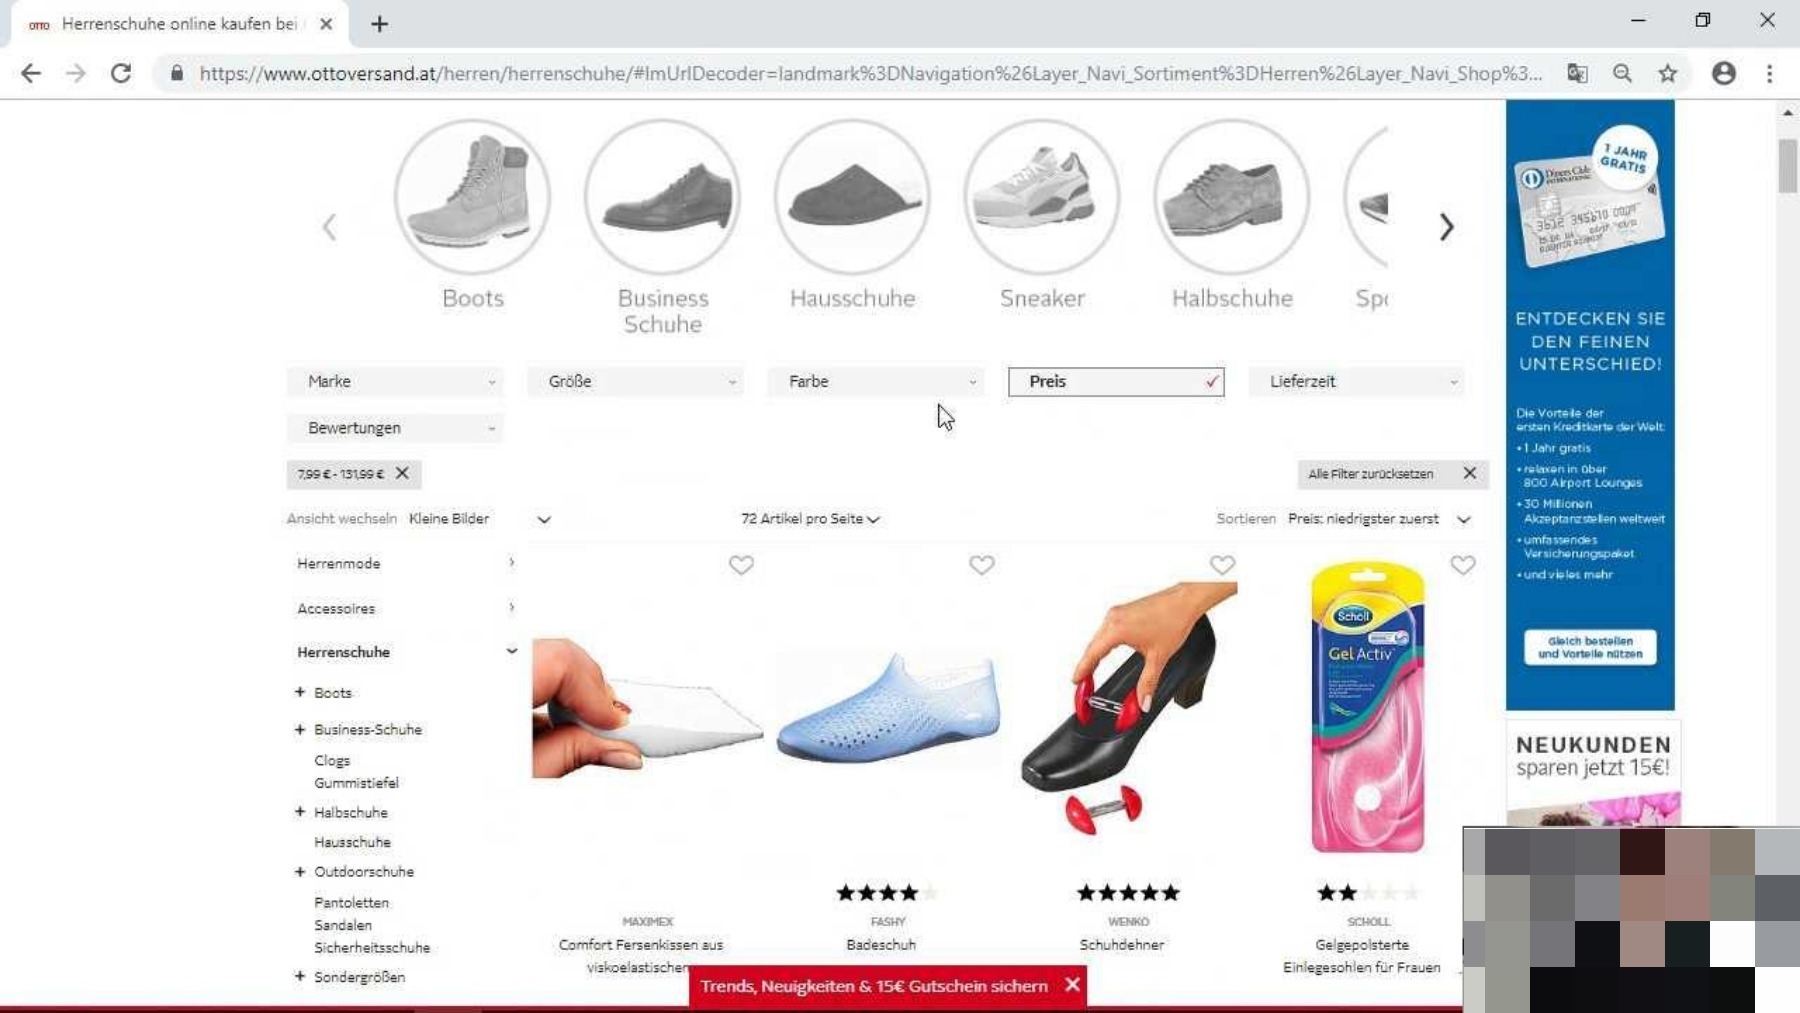 OTTO Herrenschuhe online kaufen bei
https://www.ottoversand.at/herren/herrenschuhe/#lmUrlDecoder=landmark%3DNavigation%26Layer_Navi_Sortiment%3DHerren%26Layer_Navi_Shop%3...
Boots
Business
Schuhe
Hausschuhe
Sneaker
Halbschuhe
Spo
Marke
Größe
Farbe
Preis
Lieferzeit
Bewertungen
7,99 € - 131,99 €
Alle Filter zurücksetzen
Ansicht wechseln Kleine Bilder
72 Artikel pro Seite
Sortieren Preis: niedrigster zuerst
Herrenmode
Accessoires
Herrenschuhe
+ Boots
+ Business-Schuhe
Clogs
Gummistiefel
+ Halbschuhe
Hausschuhe
+ Outdoorschuhe
Pantoletten
Sandalen
Sicherheitsschuhe
+ Sondergrößen
Scholl
GelActiv
MAXIMEX
Comfort Fersenkissen aus
viskoelastischen
FASHY
Badeschuh
WENKO
Schuhdehner
SCHOLL
Gelgepolsterte
Einlegesohlen für Frauen
Trends, Neuigkeiten & 15€ Gutschein sichern
1 JAHR
GRATIS
Diners Club
INTERNATIONAL
ENTDECKEN SIE
DEN FEINEN
UNTERSCHIED!
Die Vorteile der
ersten Kreditkarte der Welt:
• 1 Jahr gratis
• relaxen in über
800 Airport Lounges
• 30 Millionen
Akzeptanzstellen weltweit
• umfassendes
Versicherungspaket
• und vieles mehr
Gleich bestellen
und Vorteile nützen
NEUKUNDEN
sparen jetzt 15€!